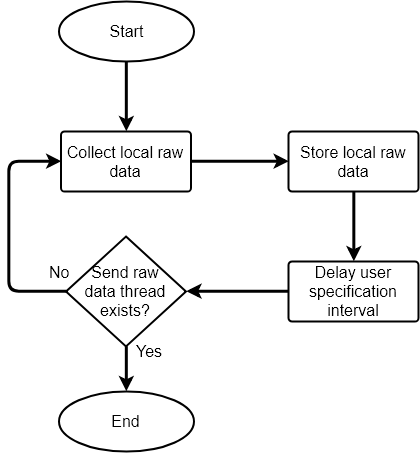 Start
Collect local raw
data
Store local raw
data
Delay user
specification
interval
Send raw
data thread
exists?
No
Yes
End